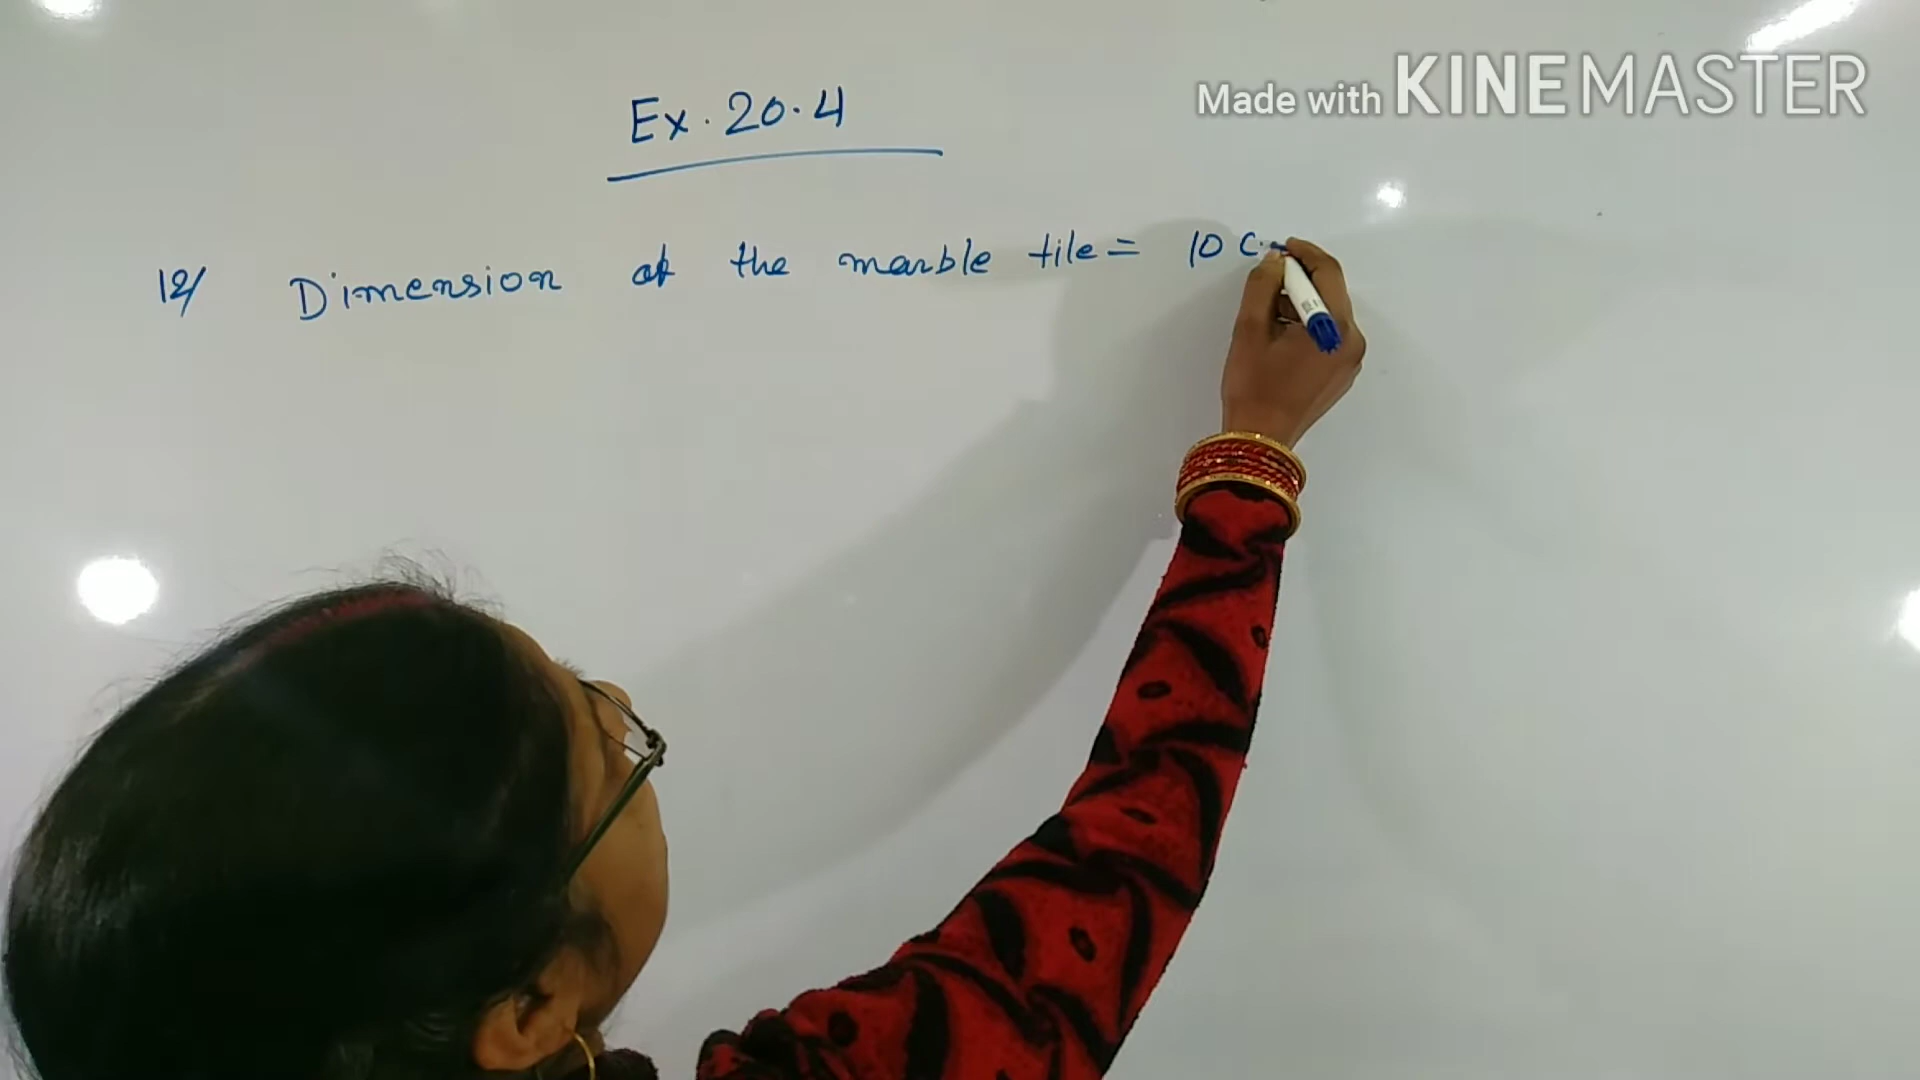 Made with KINEMASTER
Ex. 20.4
12/ Dimension of the marble tile = 10 c